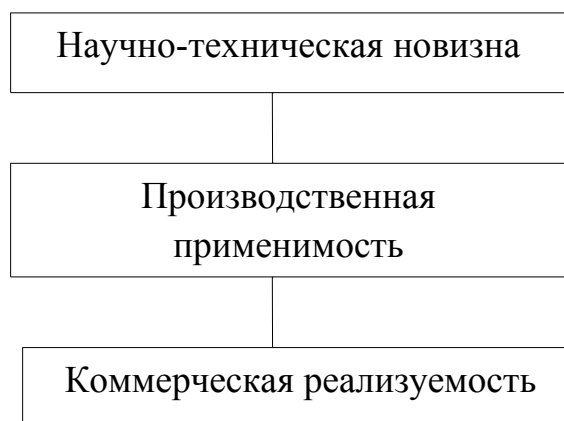 Научно-техническая новизна
Производственная
применимость
Коммерческая реализуемость